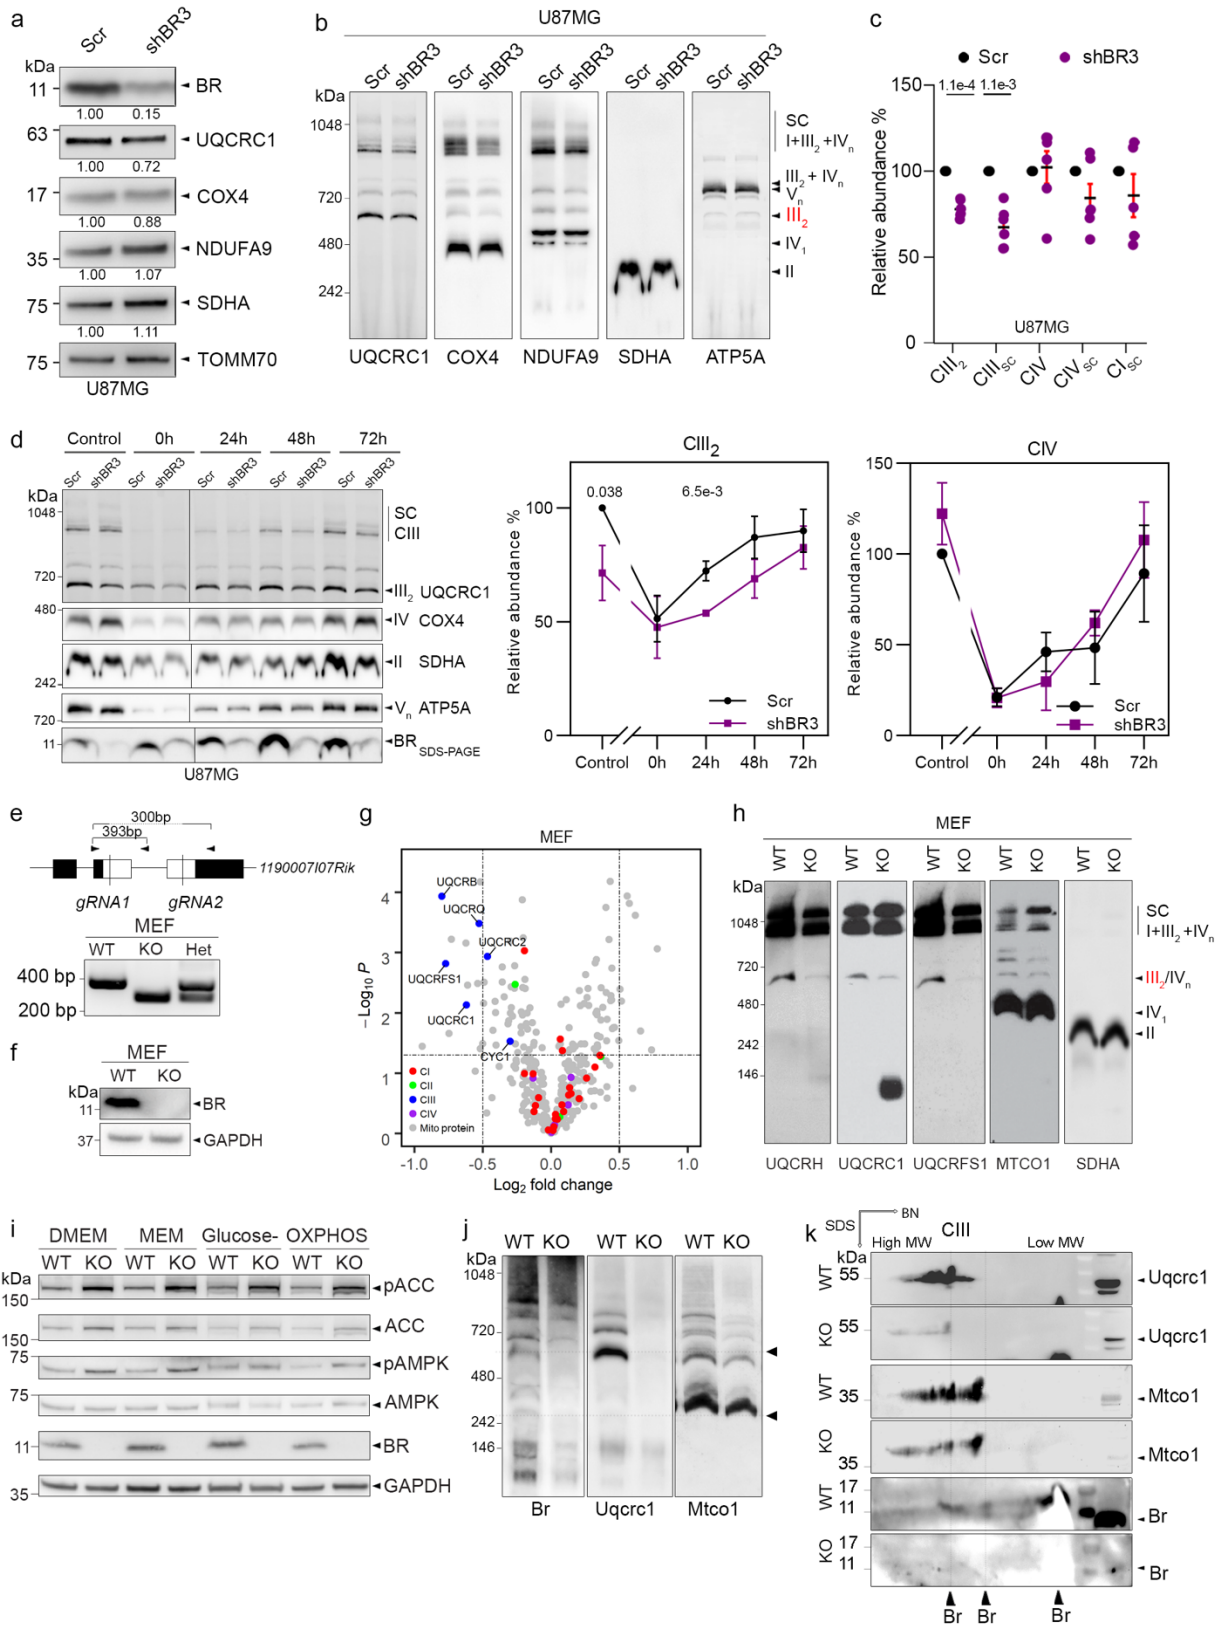 a
Scr shBR3
kDa
11 BR
1.00 0.15
63 UQCRC1
1.00 0.72
17 COX4
1.00 0.88
35 NDUFA9
1.00 1.07
75 SDHA
1.00 1.11
75 TOMM70
U87MG
b
U87MG
Scr shBR3 Scr shBR3 Scr shBR3 Scr shBR3 Scr shBR3
kDa
1048
720
480
242
SC
I+III2+IVn
III2 + IVn
Vn
III2
IV1
II
UQCRC1 COX4 NDUFA9 SDHA ATP5A
c
Scr shBR3
1.1e-4 1.1e-3
Relative abundance %
150
100
50
0
U87MG
CIII2 CIIISC CIV CIVSC CISC
d
Control 0h 24h 48h 72h
Scr shBR3 Scr shBR3 Scr shBR3 Scr shBR3 Scr shBR3
kDa
1048
SC
CIII
720
III2 UQCRC1
480
IV COX4
II SDHA
242
Vn ATP5A
720
11 BR SDS-PAGE
U87MG
CIII2
0.038 6.5e-3
Relative abundance %
100
50
0
Scr
shBR3
Control 0h 24h 48h 72h
CIV
Relative abundance %
150
100
50
0
Scr
shBR3
Control 0h 24h 48h 72h
e
300bp
393bp
1190007I07Rik
gRNA1 gRNA2
MEF
WT KO Het
400 bp
200 bp
f
MEF
WT KO
kDa
11 BR
37 GAPDH
g
MEF
UQCRB
UQCRQ
UQCRC2
UQCRFS1
UQCRC1
CYC1
CI
CII
CIII
CIV
Mito protein
– Log10 P
4
3
2
1
0
-1.0 -0.5 0.0 0.5 1.0
Log2 fold change
h
MEF
WT KO WT KO WT KO WT KO WT KO
kDa
1048
720
480
242
146
SC
I+III2 +IVn
III2/IVn
IV1
II
UQCRH UQCRC1 UQCRFS1 MTCO1 SDHA
i
DMEM MEM Glucose- OXPHOS
WT KO WT KO WT KO WT KO
kDa
150 pACC
150 ACC
75 pAMPK
75 AMPK
11 BR
35 GAPDH
j
WT KO WT KO WT KO
1048
720
480
242
146
Br Uqcrc1 Mtco1
k
SDS BN
CIII
High MW Low MW
kDa
WT 55 Uqcrc1
KO 55 Uqcrc1
WT 35 Mtco1
KO 35 Mtco1
WT 17 11 Br
KO 17 11 Br
Br Br Br